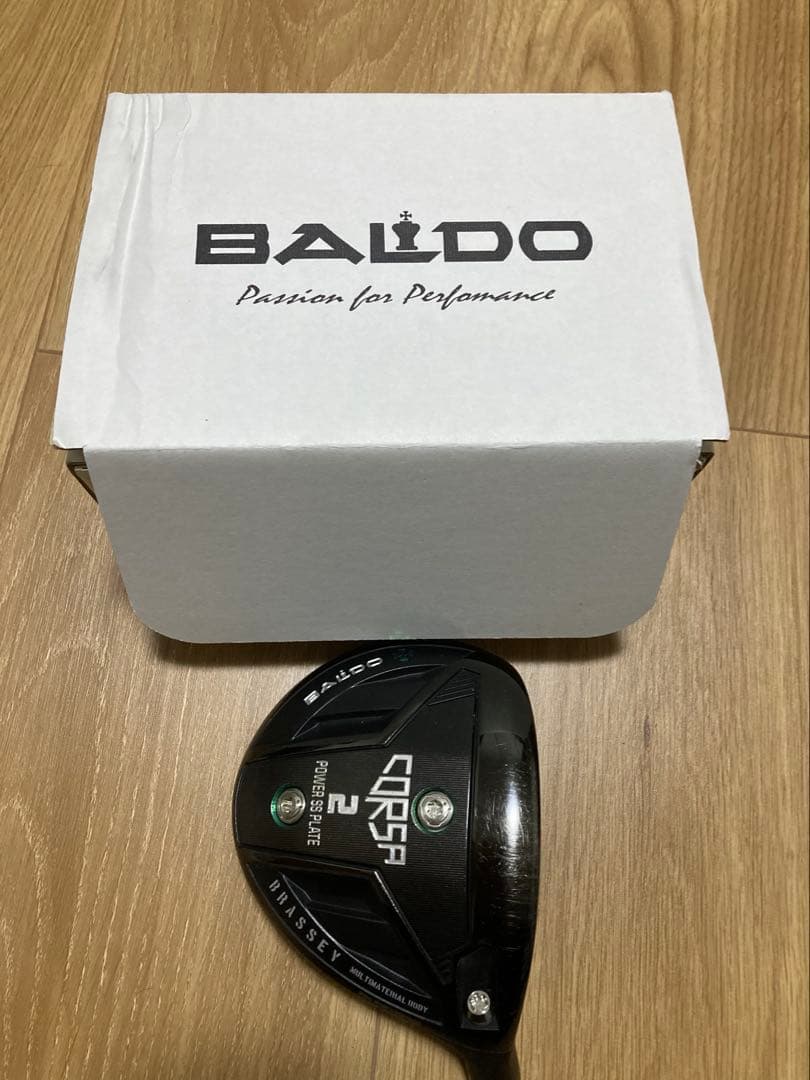 BALDO
Passion for Perfomance
BALDO
CORSA
2
POWER SS PLATE
BRASSEY
MULTIMATERIAL BODY